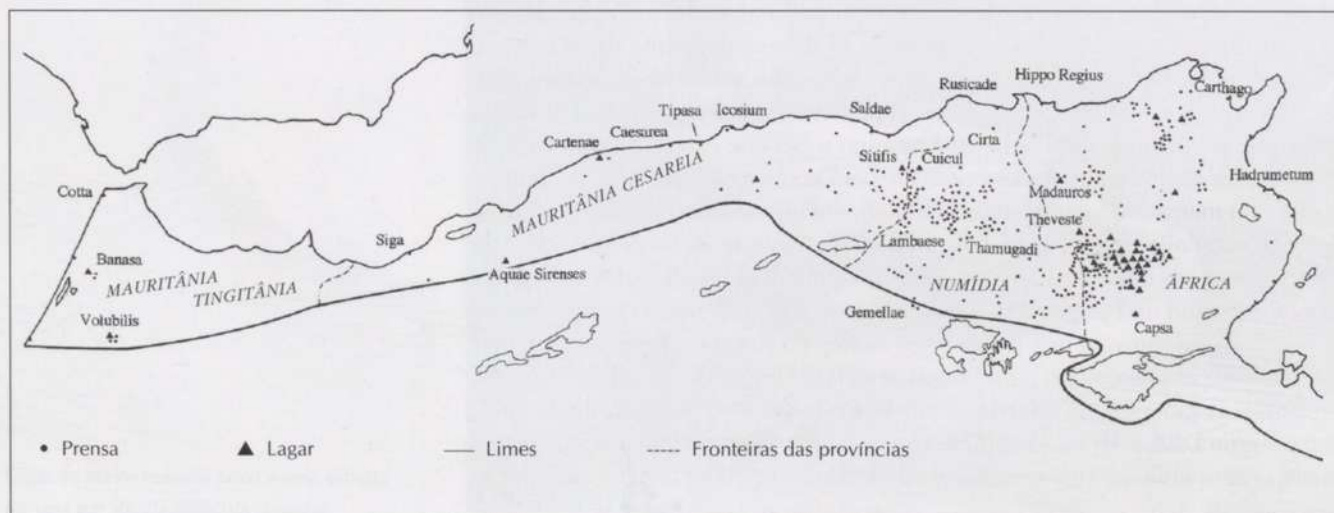 Hippo Regius
Rusicade
Carthago
Tipasa Icosium
Saldae
Caesarea
Cartenae
Cirta
Sitifis
Cuicul
Cotta
MAURITÂNIA CESAREIA
Madauros
Hadrumetum
Theveste
Siga
Lambaese
Thamugadi
Banasa
Aquae Sirenses
MAURITÂNIA
TINGITÂNIA
NUMÍDIA
ÁFRICA
Volubilis
Gemellae
Capsa
Prensa
Lagar
Limes
Fronteiras das províncias